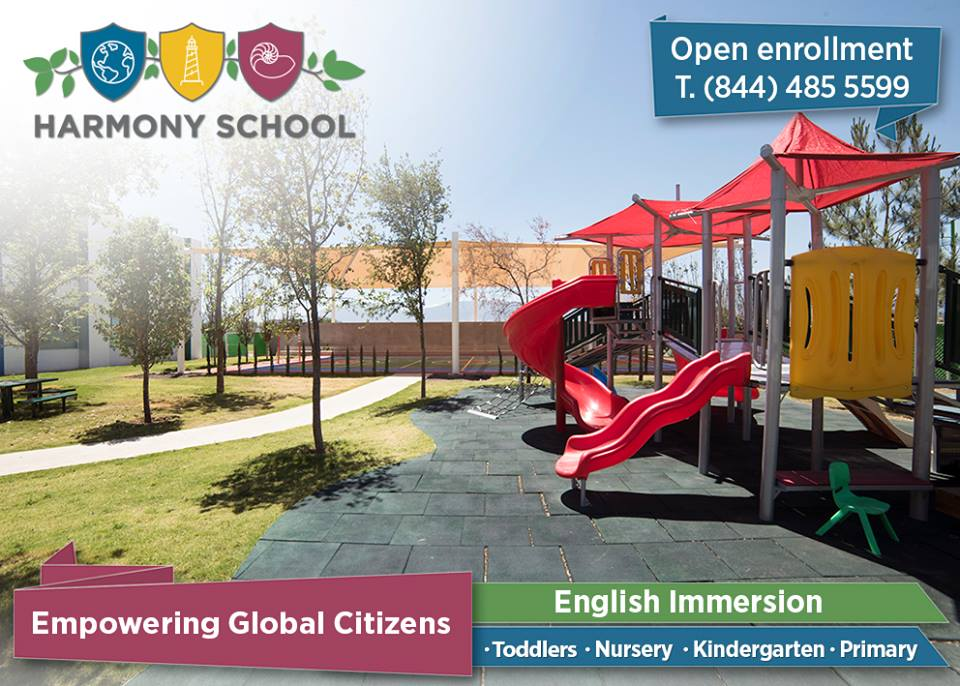 HARMONY SCHOOL
Open enrollment
T. (844) 485 5599
Empowering Global Citizens
English Immersion
· Toddlers · Nursery · Kindergarten · Primary